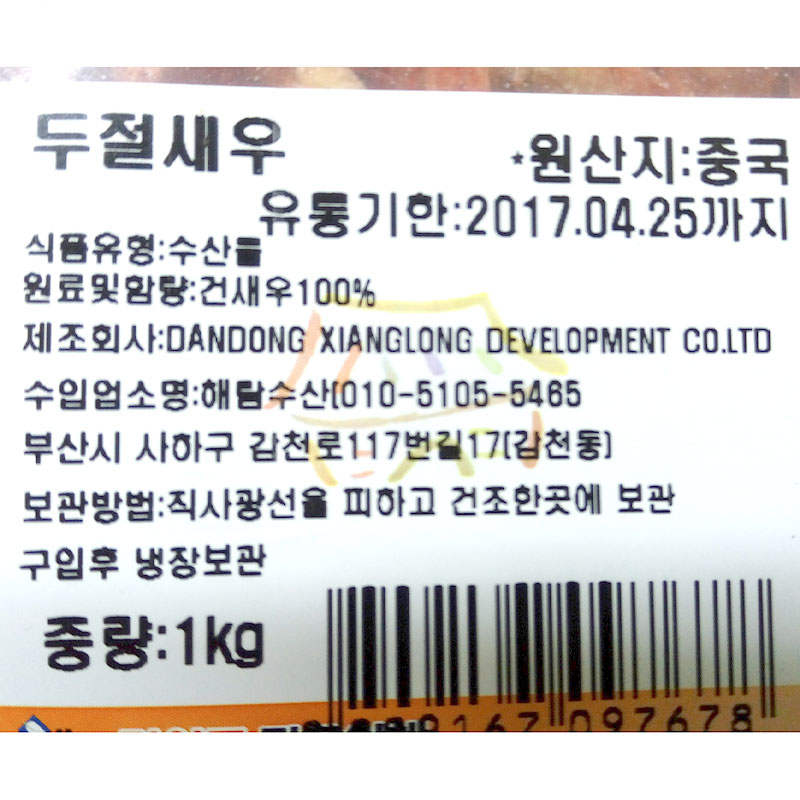 두절새우
*원산지:중국
유통기한:2017.04.25까지
식품유형:수산물
원료및함량:건새우100%
제조회사:DANDONG XIANGLONG DEVELOPMENT CO.LTD
수입업소명:해담수산(010-5105-5465
부산시 사하구 감천로117번길17(감천동)
보관방법:직사광선을 피하고 건조한곳에 보관
구입후 냉장보관
중량:1kg
9167 097678